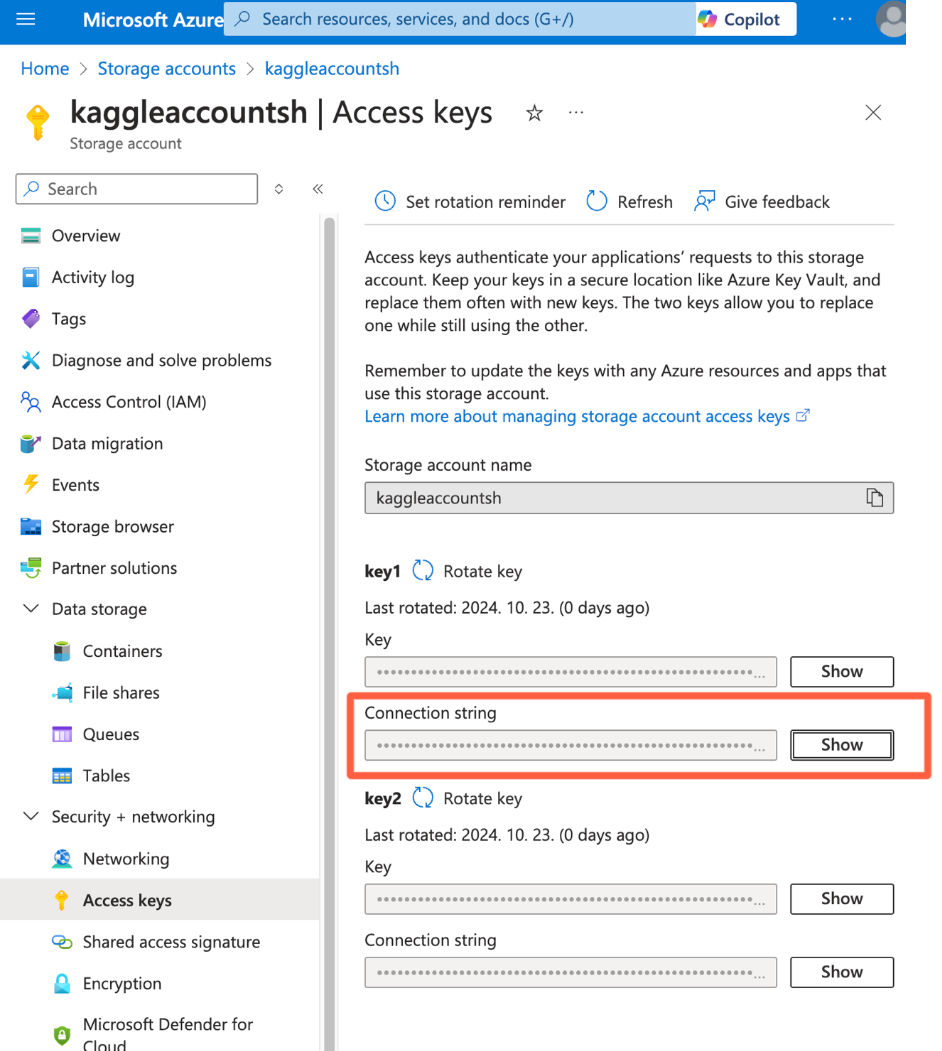 Microsoft Azure
Search resources, services, and docs (G+/)
Copilot
Home > Storage accounts > kaggleaccountsh
kaggleaccountsh | Access keys
Storage account
Search
Overview
Activity log
Tags
Diagnose and solve problems
Access Control (IAM)
Data migration
Events
Storage browser
Partner solutions
Data storage
Containers
File shares
Queues
Tables
Security + networking
Networking
Access keys
Shared access signature
Encryption
Microsoft Defender for
Cloud
Set rotation reminder
Refresh
Give feedback
Access keys authenticate your applications’ requests to this storage
account. Keep your keys in a secure location like Azure Key Vault, and
replace them often with new keys. The two keys allow you to replace
one while still using the other.
Remember to update the keys with any Azure resources and apps that
use this storage account.
Learn more about managing storage account access keys
Storage account name
kaggleaccountsh
key1 Rotate key
Last rotated: 2024. 10. 23. (0 days ago)
Key
Show
Connection string
Show
key2 Rotate key
Last rotated: 2024. 10. 23. (0 days ago)
Key
Show
Connection string
Show